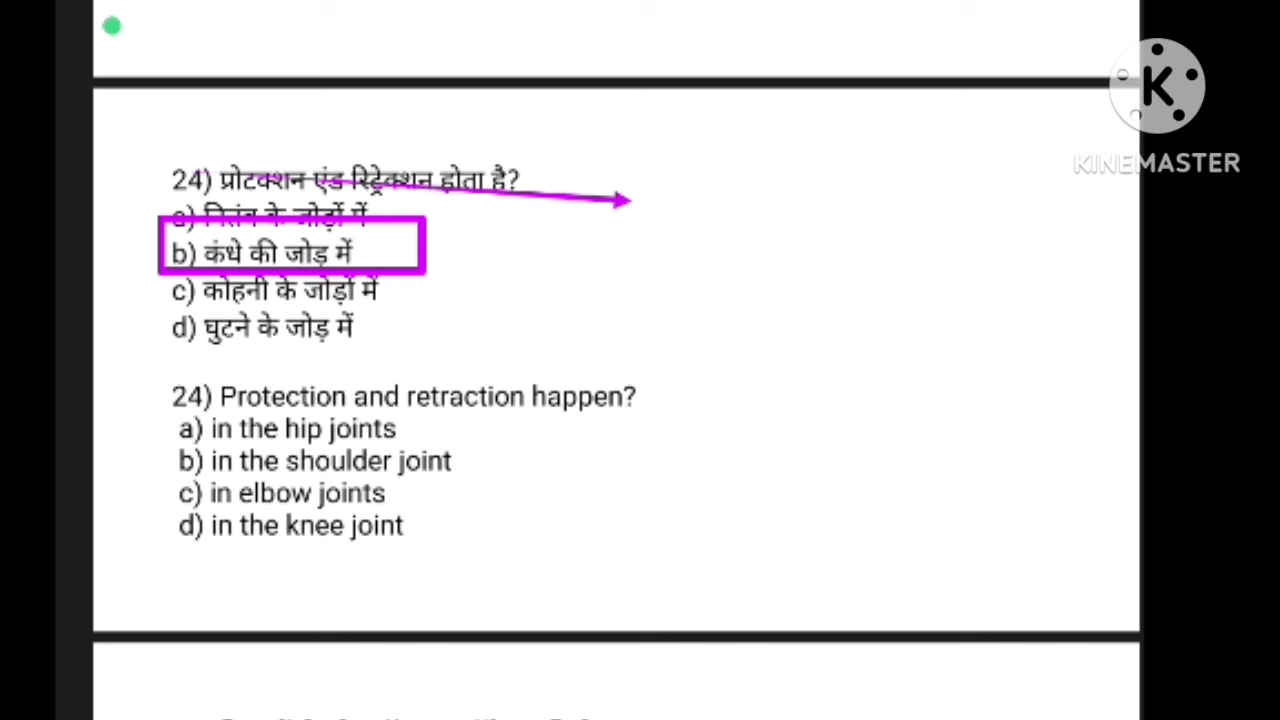 K
KINEMASTER
24) प्रोटक्शन एंड रिट्रेक्शन होता है?
a) नितंब के जोड़ों में
b) कंधे की जोड़ में
c) कोहनी के जोड़ों में
d) घुटने के जोड़ में
24) Protection and retraction happen?
a) in the hip joints
b) in the shoulder joint
c) in elbow joints
d) in the knee joint